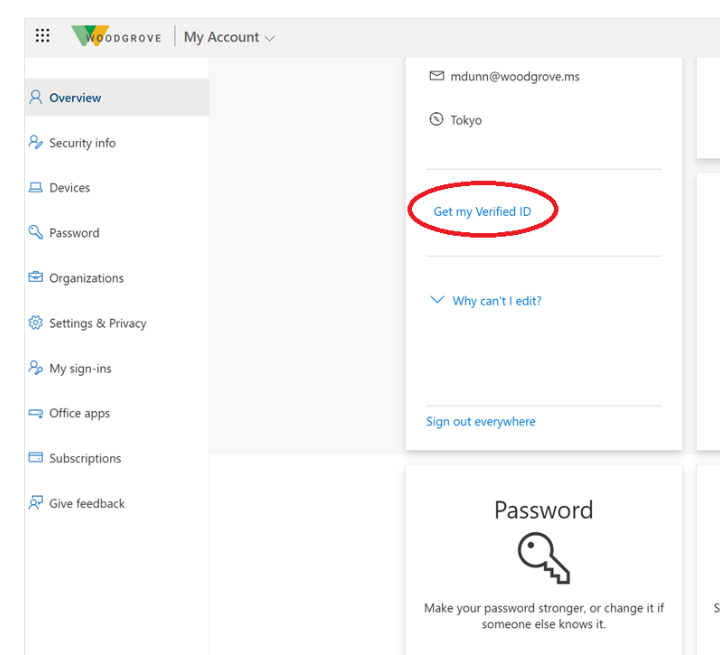 WOODGROVE
My Account
Overview
Security info
Devices
Password
Organizations
Settings & Privacy
My sign-ins
Office apps
Subscriptions
Give feedback
mdunn@woodgrove.ms
Tokyo
Get my Verified ID
Why can't I edit?
Sign out everywhere
Password
Make your password stronger, or change it if
someone else knows it.
S